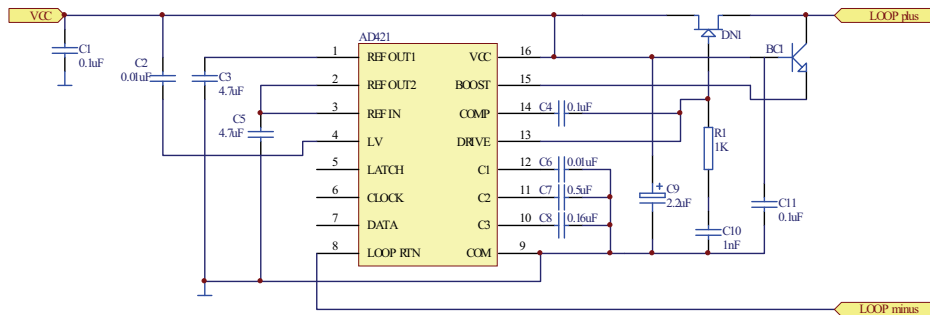 VCC
LOOP plus
C1
0.1uF
C2
0.01uF
C3
4.7uF
C5
4.7uF
AD421
1 REF OUT1 VCC 16
2 REF OUT2 BOOST 15
3 REF IN COMP 14
4 LV DRIVE 13
5 LATCH C1 12
6 CLOCK C2 11
7 DATA C3 10
8 LOOP RTN COM 9
C4 0.1uF
C6 0.01uF
C7 0.5uF
C8 0.16uF
DN1
BC1
R1
1K
+
C9
2.2uF
C10
1nF
C11
0.1uF
LOOP minus